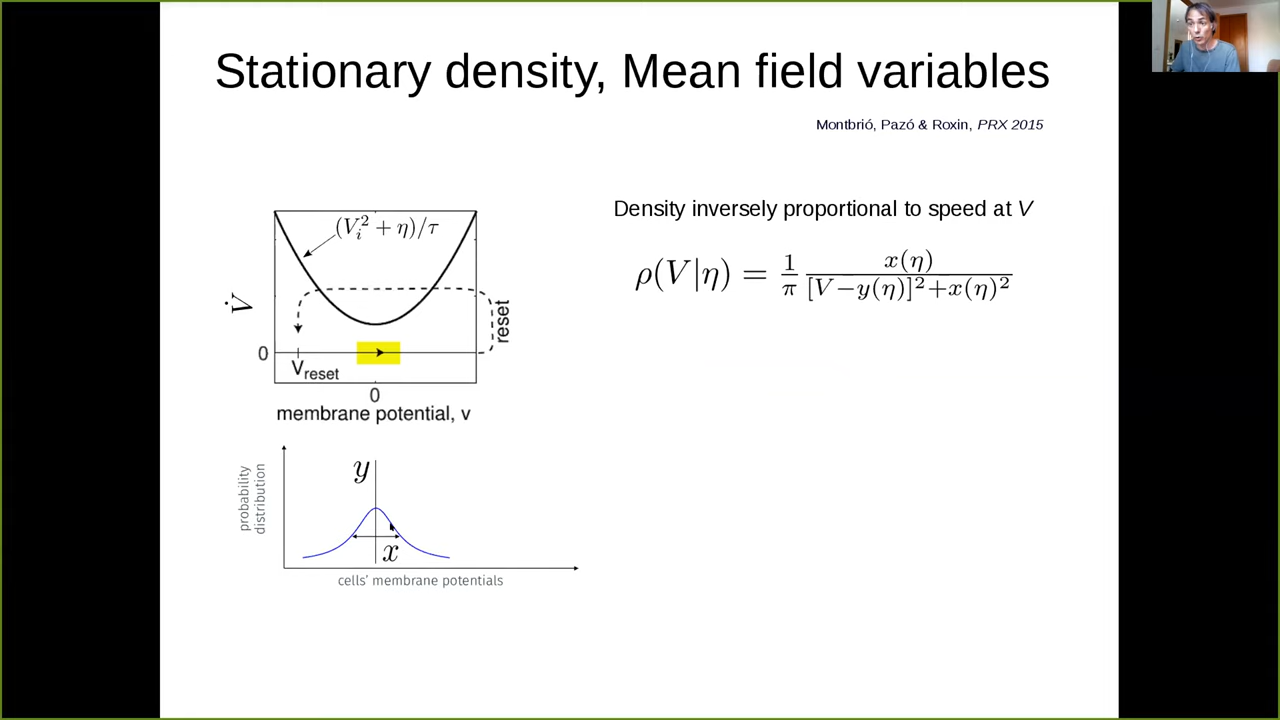 Stationary density, Mean field variables
Montbrió, Pazó & Roxin, PRX 2015
Density inversely proportional to speed at V
ρ(V|η) = 1/π x(η)/([V−y(η)]²+x(η)²)
(V_i² + η)/τ
V̇
reset
0
V_reset
0
membrane potential, v
probability
distribution
y
x
cells' membrane potentials